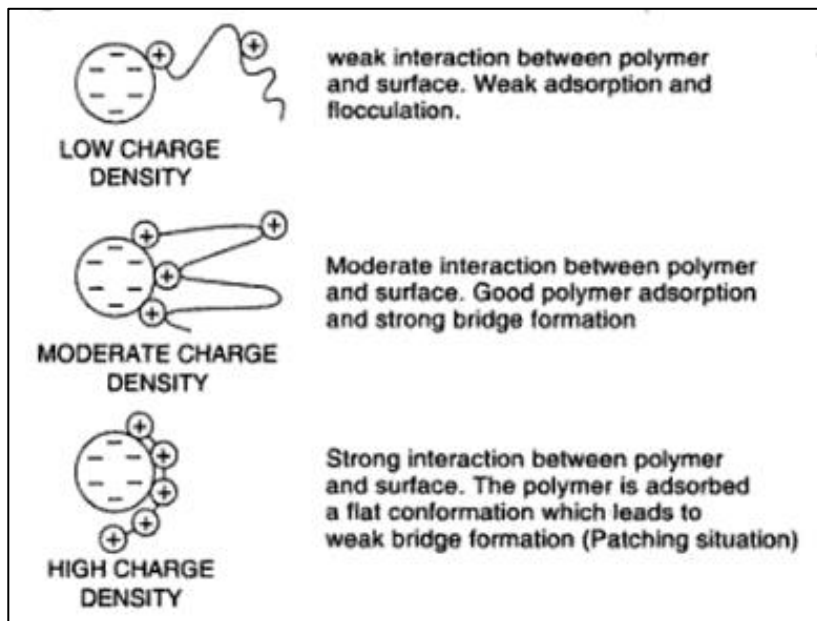 weak interaction between polymer
and surface. Weak adsorption and
flocculation.
LOW CHARGE
DENSITY
Moderate interaction between polymer
and surface. Good polymer adsorption
and strong bridge formation
MODERATE CHARGE
DENSITY
Strong interaction between polymer
and surface. The polymer is adsorbed
a flat conformation which leads to
weak bridge formation (Patching situation)
HIGH CHARGE
DENSITY